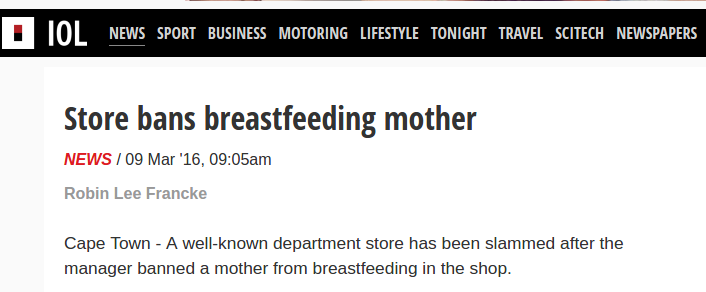 IOL NEWS SPORT BUSINESS MOTORING LIFESTYLE TONIGHT TRAVEL SCITECH NEWSPAPERS
Store bans breastfeeding mother
NEWS / 09 Mar '16, 09:05am
Robin Lee Francke
Cape Town - A well-known department store has been slammed after the
manager banned a mother from breastfeeding in the shop.